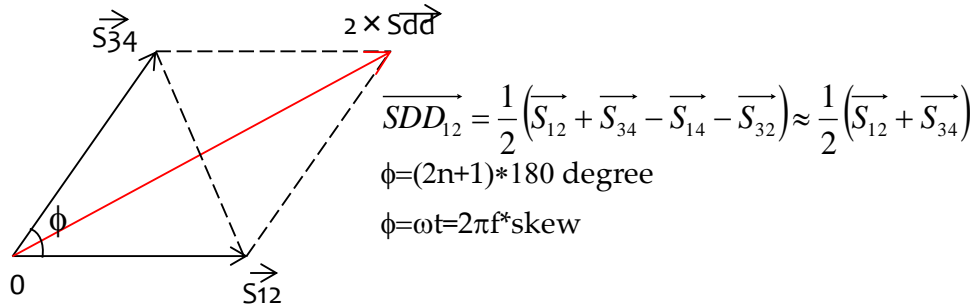 S34
2 × Sdd
ϕ
0
S12
SDD₁₂ = 1/2 (S₁₂ + S₃₄ − S₁₄ − S₃₂) ≈ 1/2 (S₁₂ + S₃₄)
ϕ=(2n+1)*180 degree
ϕ=ωt=2πf*skew